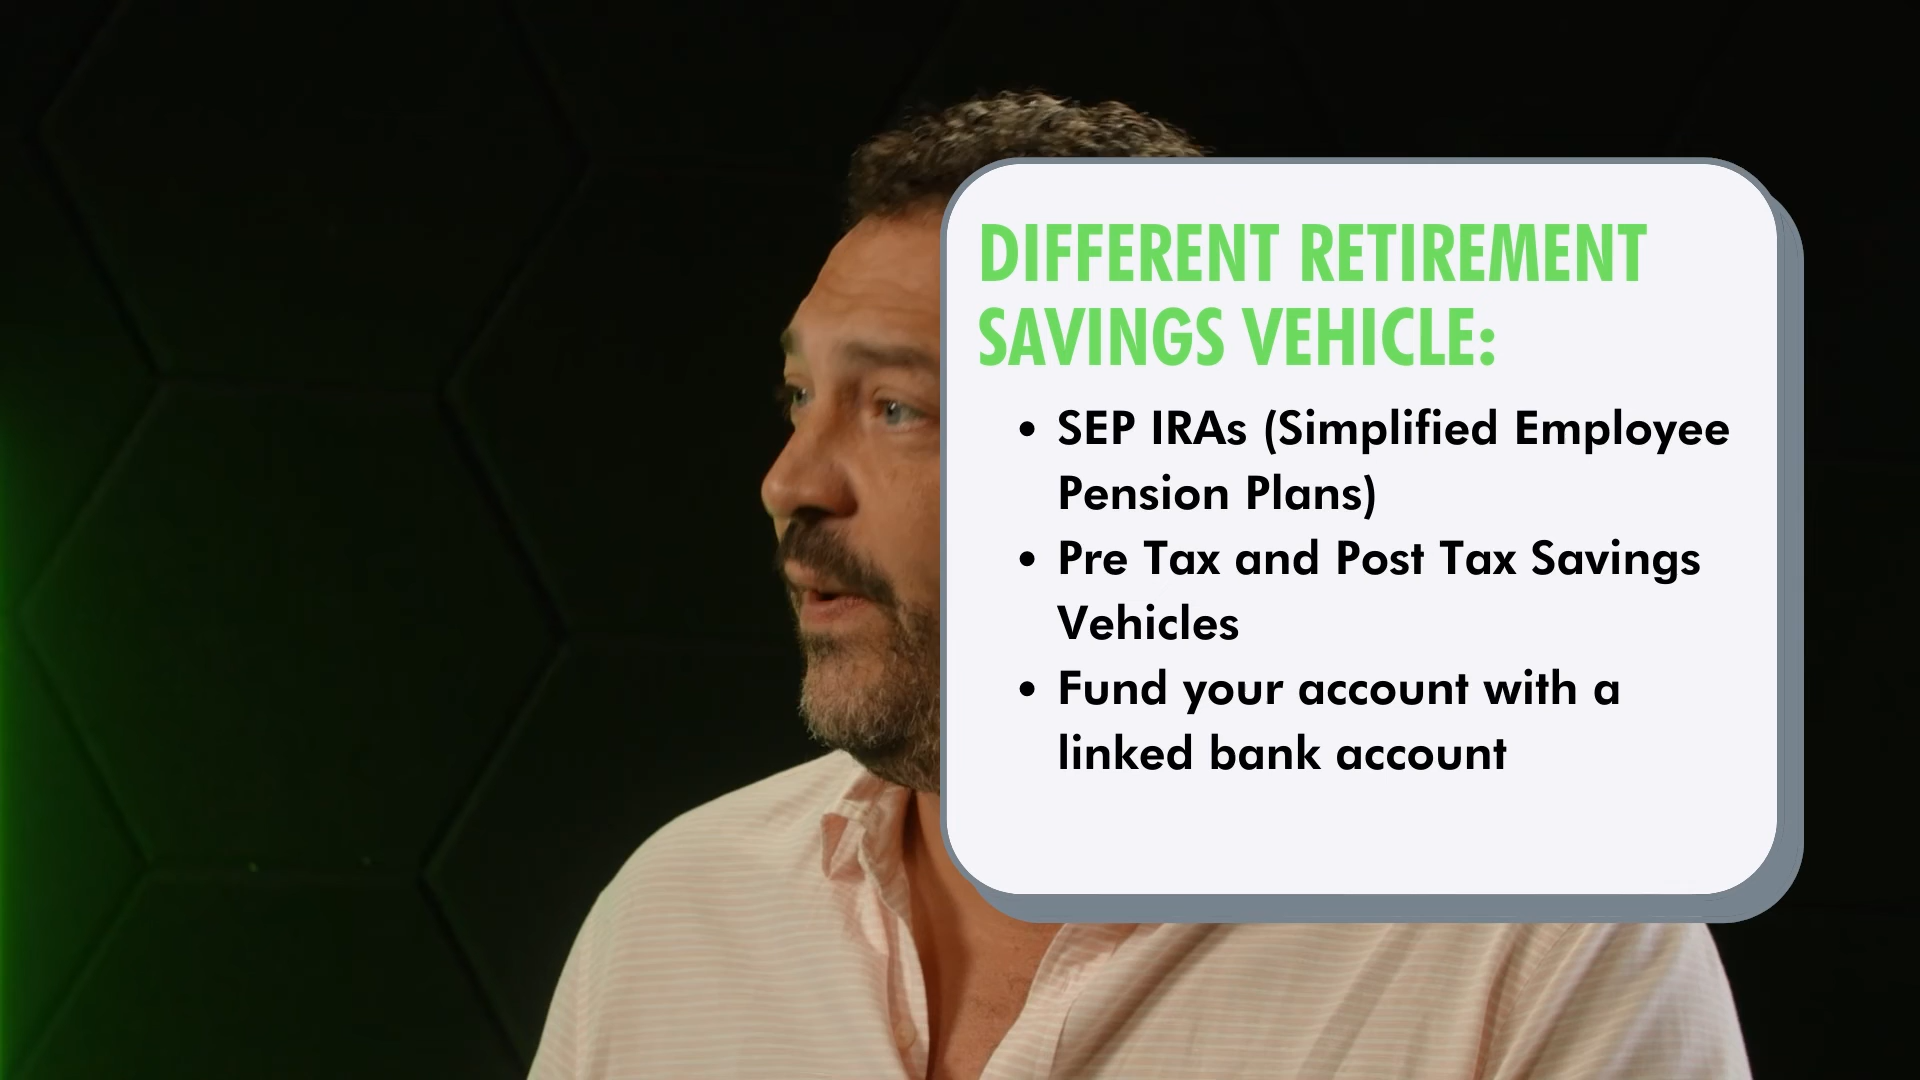 DIFFERENT RETIREMENT
SAVINGS VEHICLE:
• SEP IRAs (Simplified Employee
Pension Plans)
• Pre Tax and Post Tax Savings
Vehicles
• Fund your account with a
linked bank account